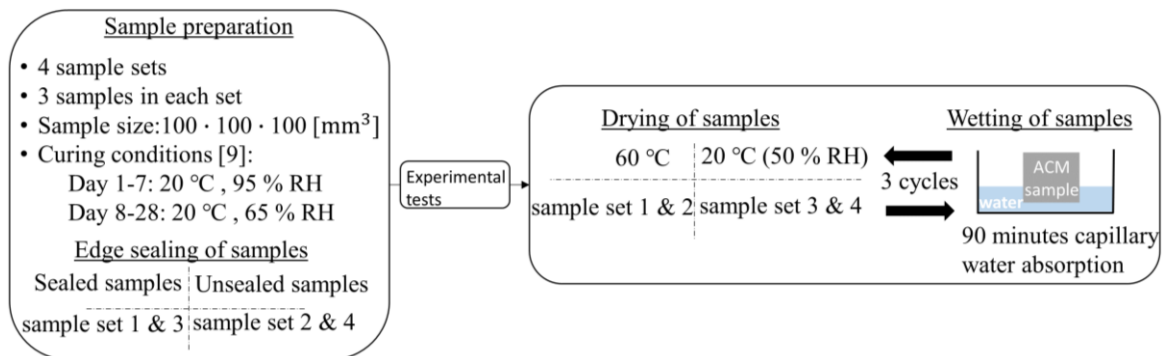 Sample preparation
• 4 sample sets
• 3 samples in each set
• Sample size:100 · 100 · 100 [mm³]
• Curing conditions [9]:
Day 1-7: 20 °C , 95 % RH
Day 8-28: 20 °C , 65 % RH
Edge sealing of samples
Sealed samples Unsealed samples
sample set 1 & 3 sample set 2 & 4
Experimental
tests
Drying of samples
60 °C 20 °C (50 % RH)
sample set 1 & 2 sample set 3 & 4
3 cycles
Wetting of samples
ACM
sample
water
90 minutes capillary
water absorption